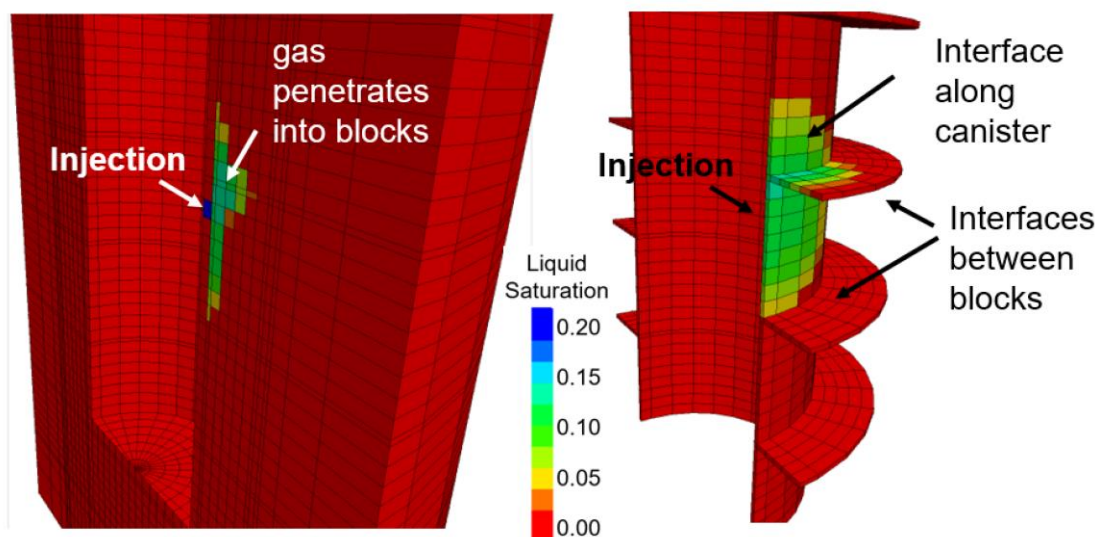 gas
penetrates
into blocks
Injection
Interface
along
canister
Injection
Interfaces
between
blocks
Liquid
Saturation
0.20
0.15
0.10
0.05
0.00